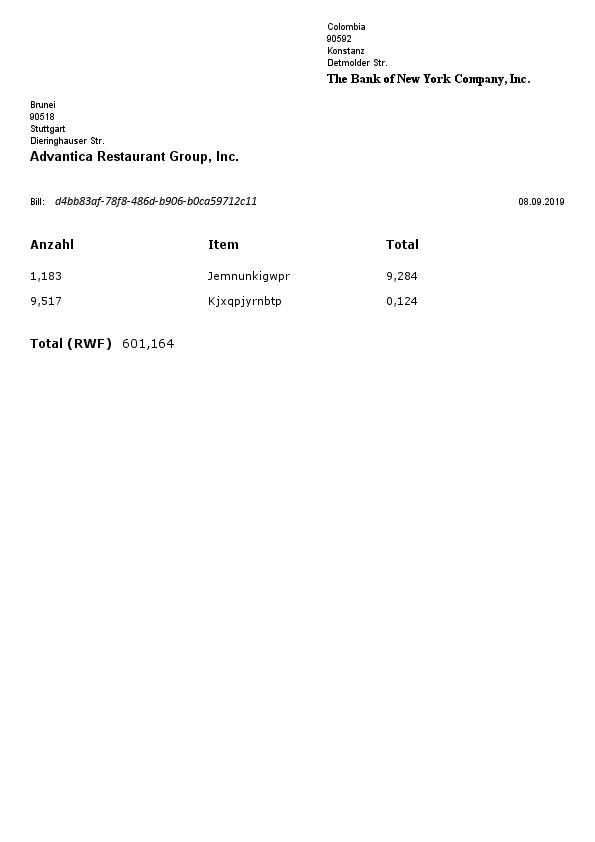 Colombia
90592
Konstanz
Detmolder Str.
The Bank of New York Company, Inc.
Brunei
90518
Stuttgart
Dieringhauser Str.
Advantica Restaurant Group, Inc.
Bill: d4bb83af-78f8-486d-b906-b0ca59712c11 08.09.2019
Anzahl Item Total
1,183 Jemnunkigwpr 9,284
9,517 Kjxqpjyrnbtp 0,124
Total (RWF) 601,164